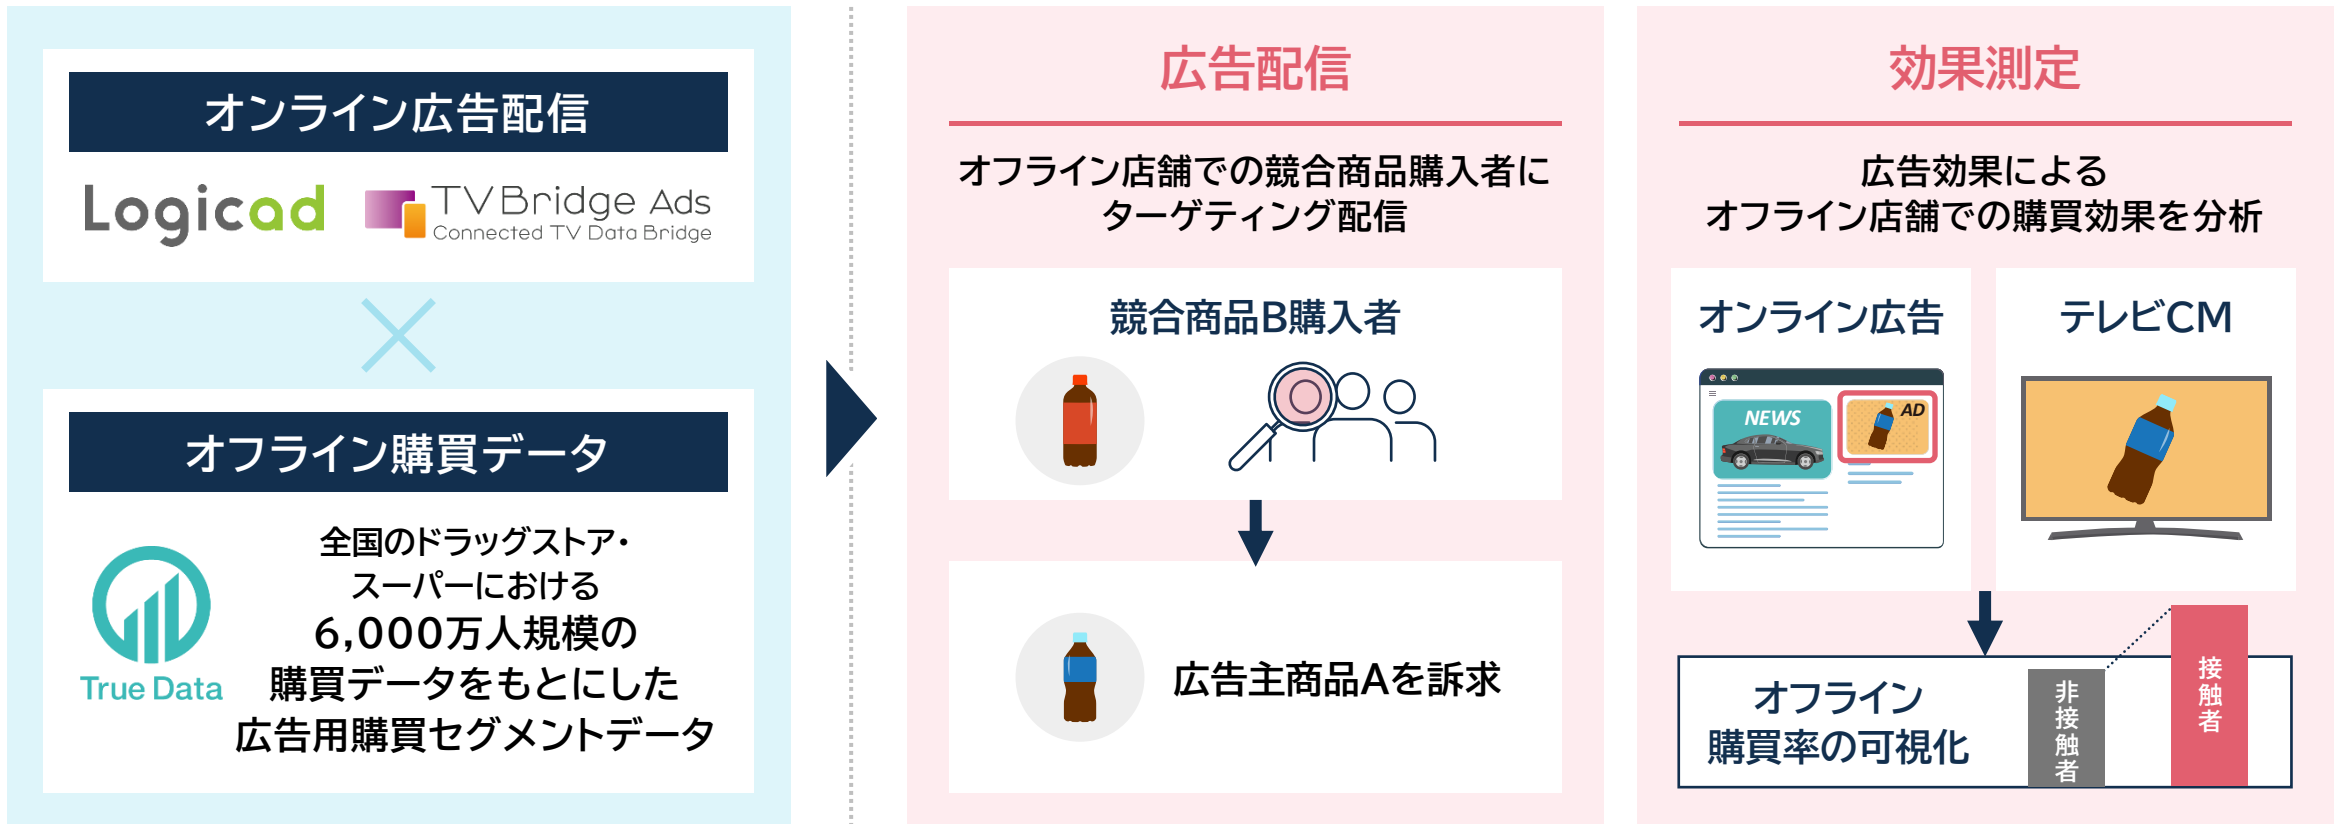 オンライン広告配信
Logicad
TVBridge Ads
Connected TV Data Bridge
オフライン購買データ
True Data
全国のドラッグストア・
スーパーにおける
6,000万人規模の
購買データをもとにした
広告用購買セグメントデータ
広告配信
オフライン店舗での競合商品購入者に
ターゲティング配信
競合商品B購入者
広告主商品Aを訴求
効果測定
広告効果による
オフライン店舗での購買効果を分析
オンライン広告
NEWS
AD
テレビCM
オフライン
購買率の可視化
非接触者
接触者